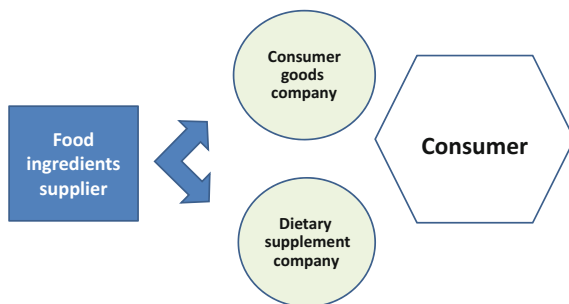 Food
ingredients
supplier
Consumer
goods
company
Dietary
supplement
company
Consumer